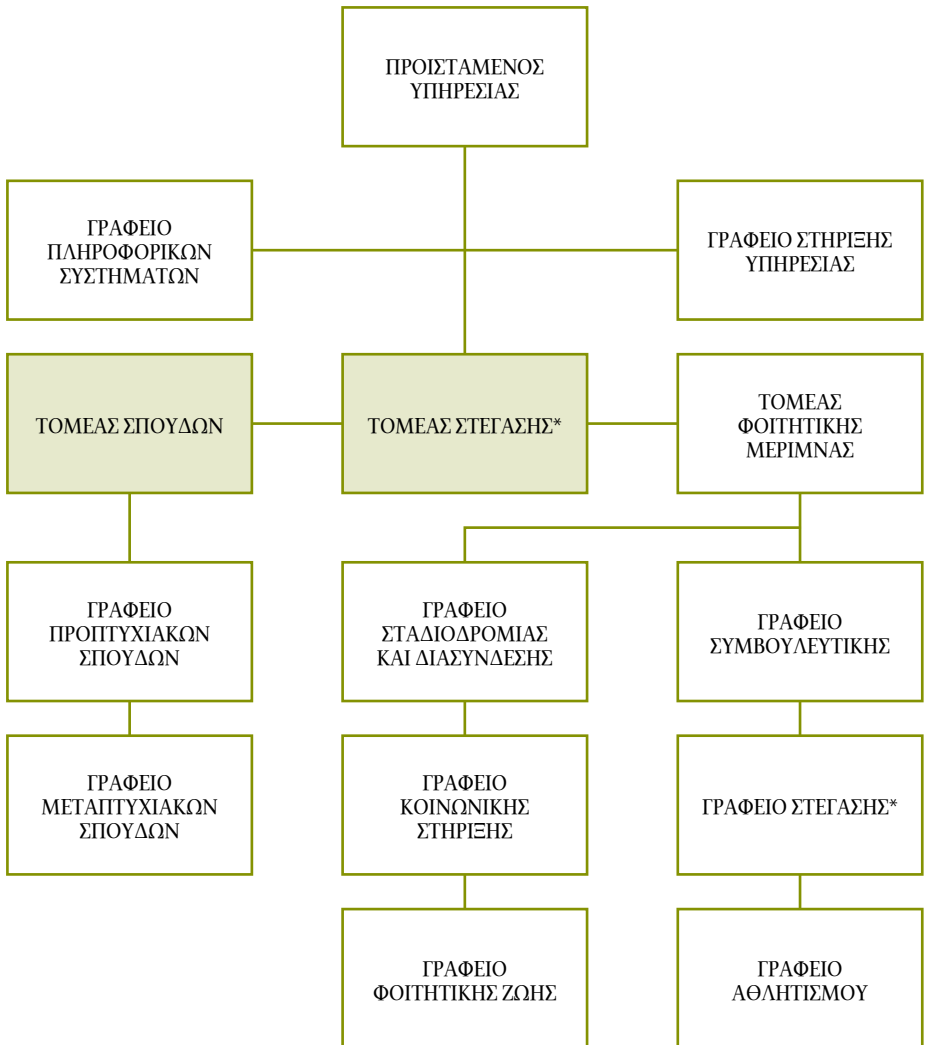 ΠΡΟΙΣΤΑΜΕΝΟΣ
ΥΠΗΡΕΣΙΑΣ
ΓΡΑΦΕΙΟ
ΠΛΗΡΟΦΟΡΙΚΩΝ
ΣΥΣΤΗΜΑΤΩΝ
ΓΡΑΦΕΙΟ ΣΤΗΡΙΞΗΣ
ΥΠΗΡΕΣΙΑΣ
ΤΟΜΕΑΣ ΣΠΟΥΔΩΝ
ΤΟΜΕΑΣ ΣΤΕΓΑΣΗΣ*
ΤΟΜΕΑΣ
ΦΟΙΤΗΤΙΚΗΣ
ΜΕΡΙΜΝΑΣ
ΓΡΑΦΕΙΟ
ΠΡΟΠΤΥΧΙΑΚΩΝ
ΣΠΟΥΔΩΝ
ΓΡΑΦΕΙΟ
ΣΤΑΔΙΟΔΡΟΜΙΑΣ
ΚΑΙ ΔΙΑΣΥΝΔΕΣΗΣ
ΓΡΑΦΕΙΟ
ΣΥΜΒΟΥΛΕΥΤΙΚΗΣ
ΓΡΑΦΕΙΟ
ΜΕΤΑΠΤΥΧΙΑΚΩΝ
ΣΠΟΥΔΩΝ
ΓΡΑΦΕΙΟ
ΚΟΙΝΩΝΙΚΗΣ
ΣΤΗΡΙΞΗΣ
ΓΡΑΦΕΙΟ ΣΤΕΓΑΣΗΣ*
ΓΡΑΦΕΙΟ
ΦΟΙΤΗΤΙΚΗΣ ΖΩΗΣ
ΓΡΑΦΕΙΟ
ΑΘΛΗΤΙΣΜΟΥ